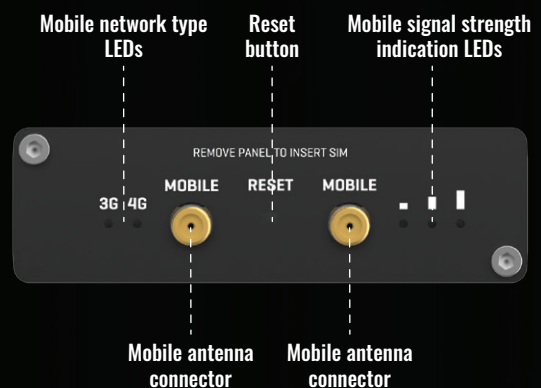 Mobile network type
LEDs
Reset
button
Mobile signal strength
indication LEDs
REMOVE PANEL TO INSERT SIM
MOBILE RESET MOBILE
3G 4G
Mobile antenna
connector
Mobile antenna
connector